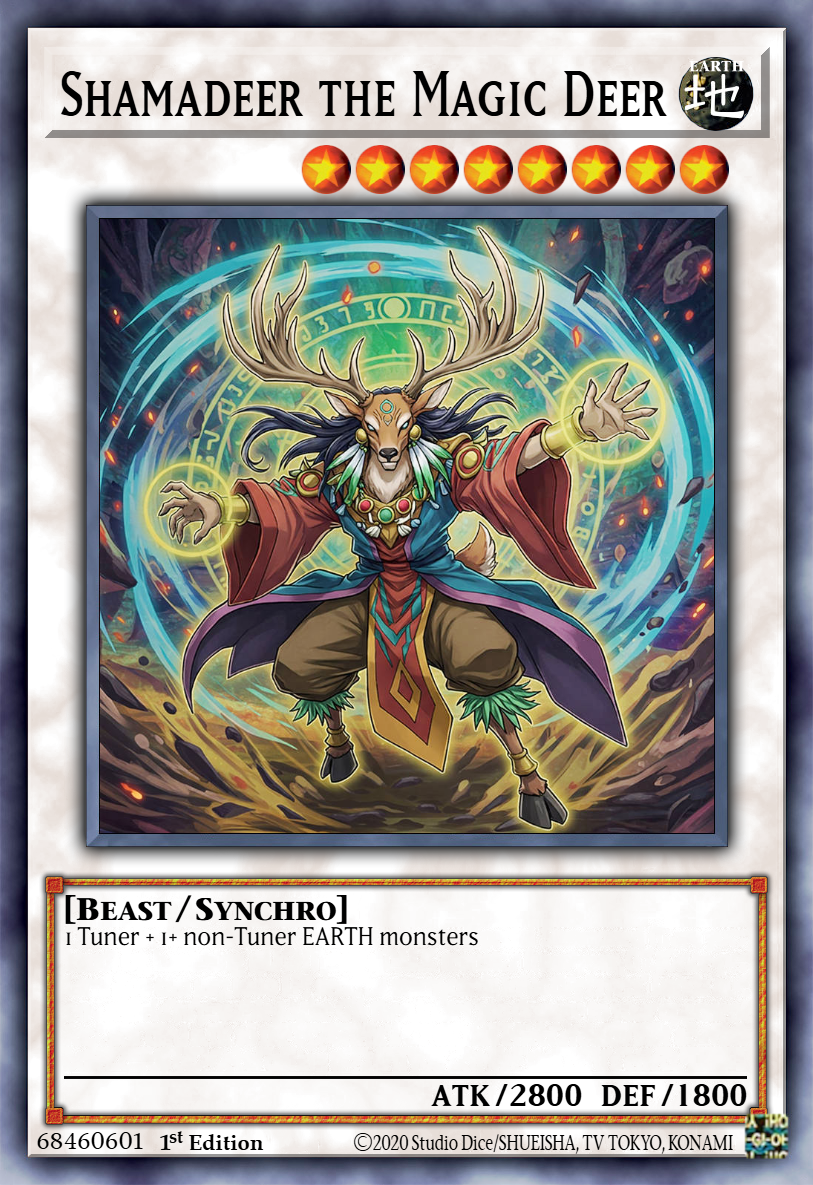 Shamadeer the Magic Deer
EARTH
地
[Beast/Synchro]
1 Tuner + 1+ non-Tuner EARTH monsters
ATK/2800 DEF/1800
68460601 1st Edition ©2020 Studio Dice/SHUEISHA, TV TOKYO, KONAMI